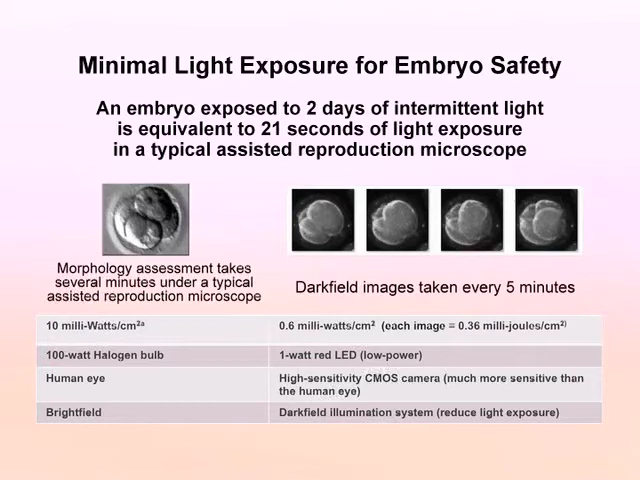 Minimal Light Exposure for Embryo Safety
An embryo exposed to 2 days of intermittent light
is equivalent to 21 seconds of light exposure
in a typical assisted reproduction microscope
Morphology assessment takes
several minutes under a typical
assisted reproduction microscope
Darkfield images taken every 5 minutes
10 milli-Watts/cm²ᵃ
0.6 milli-watts/cm² (each image = 0.36 milli-joules/cm²⁾
100-watt Halogen bulb
1-watt red LED (low-power)
Human eye
High-sensitivity CMOS camera (much more sensitive than
the human eye)
Brightfield
Darkfield illumination system (reduce light exposure)